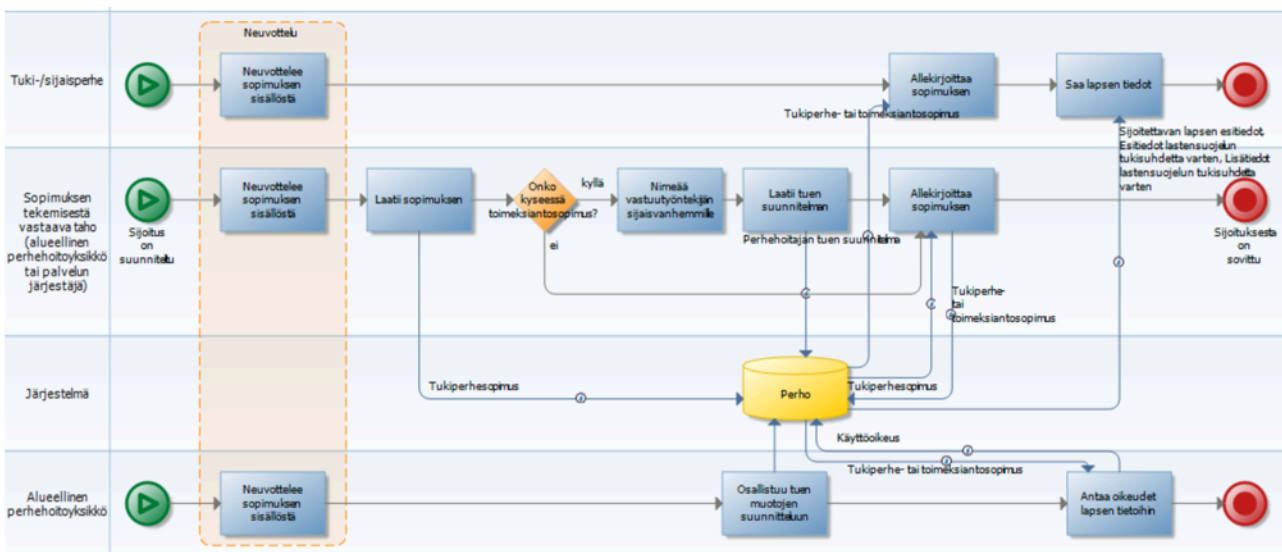 Neuvottelu
Tuki-/sijaisperhe
Neuvottelee
sopimuksen
sisällöstä
Allekirjoittaa
sopimuksen
Saa lapsen tiedot
Tukiperhe- tai toimeksiantosopimus
Sijoitettavan lapsen esitiedot,
Esitiedot lastensuojelun
tukisuhdetta varten, Lisätiedot
lastensuojelun tukisuhdetta
varten
Sopimuksen
tekemisestä
vastaava taho
(alueellinen
perhehoitoyksikkö
tai palvelun
järjestäjä)
Sijoitus
on
suunniteltu
Neuvottelee
sopimuksen
sisällöstä
Laatii sopimuksen
Onko
kyseessä
toimeksiantosopimus?
kyllä
ei
Nimeää
vastuutyöntekijän
sijaisvanhemmille
Laatii tuen
suunnitelman
Perhehoitajan tuen suunnitelma
Allekirjoittaa
sopimuksen
Sijoituksesta
on
sovittu
Tukiperhe-
tai
toimeksiantosopimus
Järjestelmä
Tukiperhesopimus
Perho
Tukiperhesopimus
Käyttöoikeus
Tukiperhe- tai toimeksiantosopimus
Alueellinen
perhehoitoyksikkö
Neuvottelee
sopimuksen
sisällöstä
Osallistuu tuen
muotojen
suunnitteluun
Antaa oikeudet
lapsen tietoihin